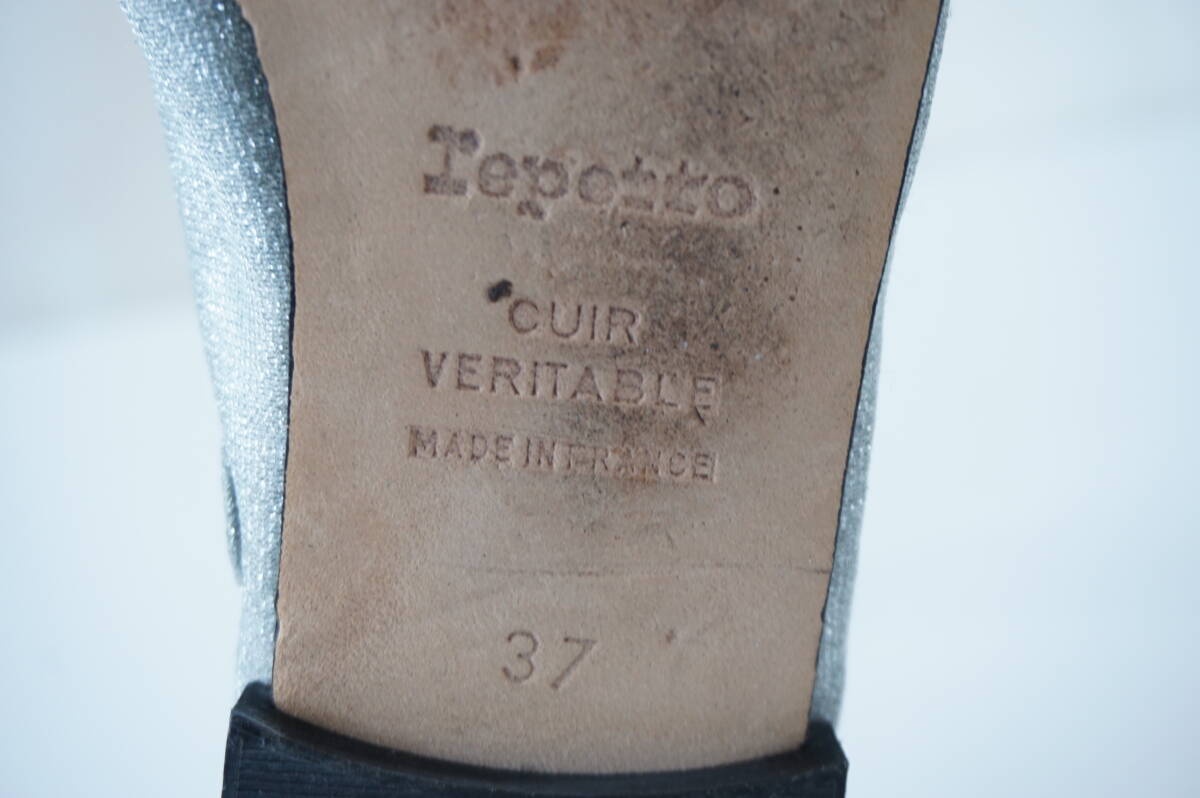 repetto
CUIR
VERITABLE
MADE IN FRANCE
37